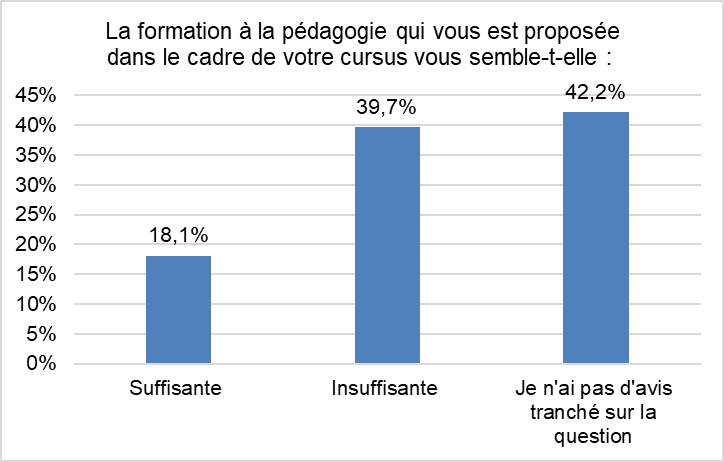 La formation à la pédagogie qui vous est proposée
dans le cadre de votre cursus vous semble-t-elle :
45%
40%
35%
30%
25%
20%
15%
10%
5%
0%
18,1%
39,7%
42,2%
Suffisante
Insuffisante
Je n'ai pas d'avis
tranché sur la
question